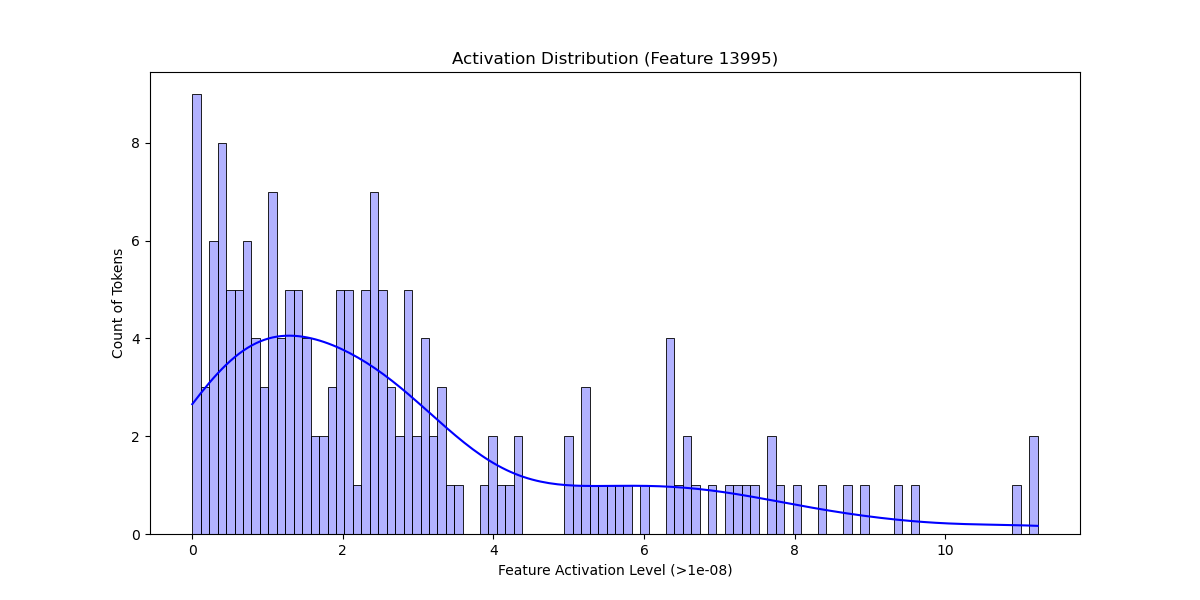 Activation Distribution (Feature 13995)
Count of Tokens
8
6
4
2
0
0 2 4 6 8 10
Feature Activation Level (>1e-08)